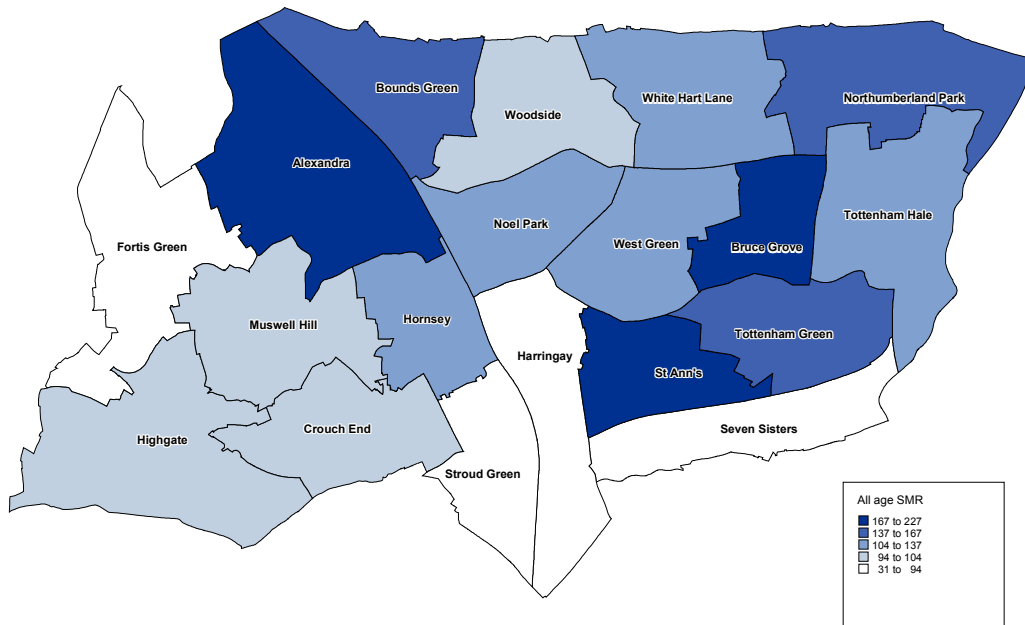 Bounds Green
Woodside
White Hart Lane
Northumberland Park
Alexandra
Noel Park
Tottenham Hale
Fortis Green
West Green
Bruce Grove
Muswell Hill
Hornsey
Harringay
Tottenham Green
St Ann's
Highgate
Crouch End
Seven Sisters
Stroud Green
All age SMR
167 to 227
137 to 167
104 to 137
94 to 104
31 to 94